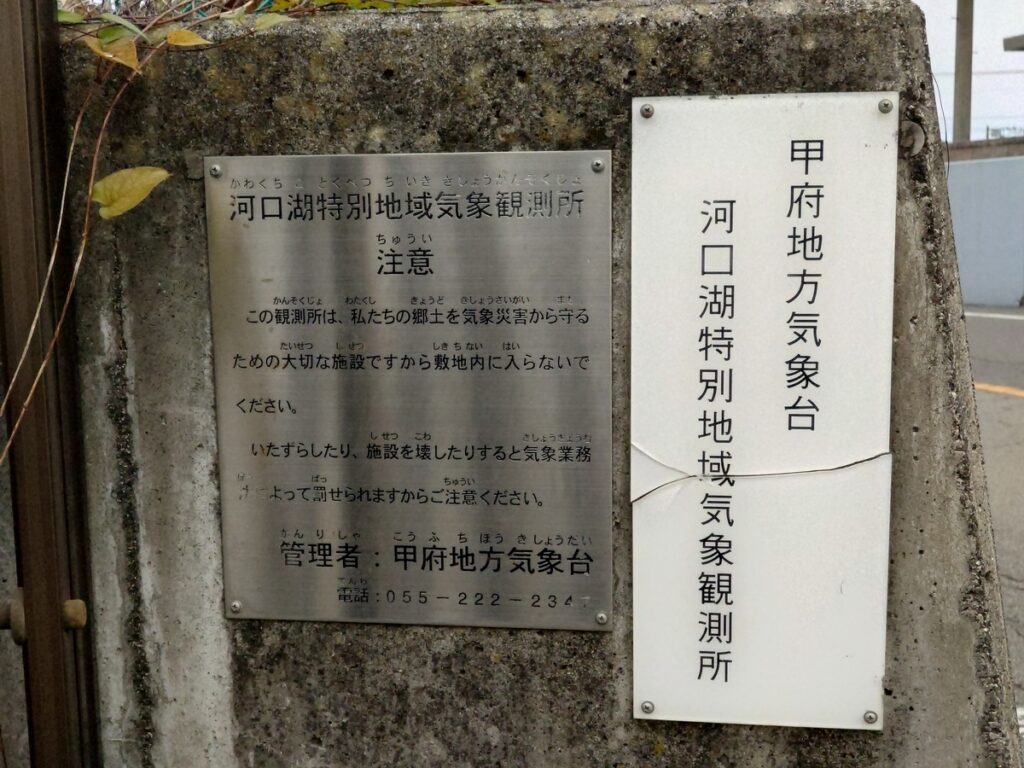 かわくち こ とくべつ ち いき きしょうかんそくじょ
河口湖特別地域気象観測所
ちゅうい
注意
かんそくじょ わたくし きょうど きしょうさいがい まも
この観測所は、私たちの郷土を気象災害から守る
たいせつ しせつ しきちない はい
ための大切な施設ですから敷地内に入らないで
ください。
しせつ こわ きしょうぎょうむ
いたずらしたり、施設を壊したりすると気象業務
ばっ ちゅうい
よって罰せられますからご注意ください。
かんりしゃ こうふちほうきしょうだい
管理者：甲府地方気象台
でんわ
電話：055－222－234
甲府地方気象台
河口湖特別地域気象観測所